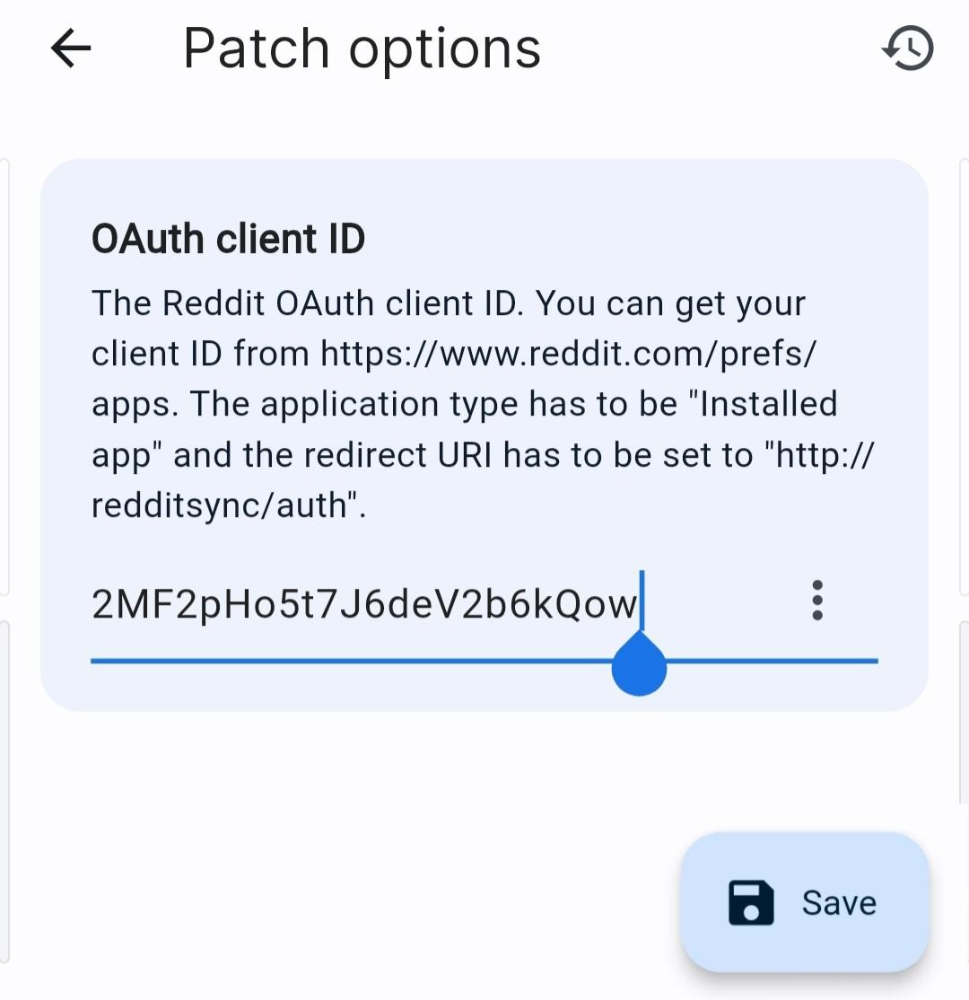 Patch options
OAuth client ID
The Reddit OAuth client ID. You can get your
client ID from https://www.reddit.com/prefs/
apps. The application type has to be "Installed
app" and the redirect URI has to be set to "http://
redditsync/auth".
2MF2pHo5t7J6deV2b6kQow
Save